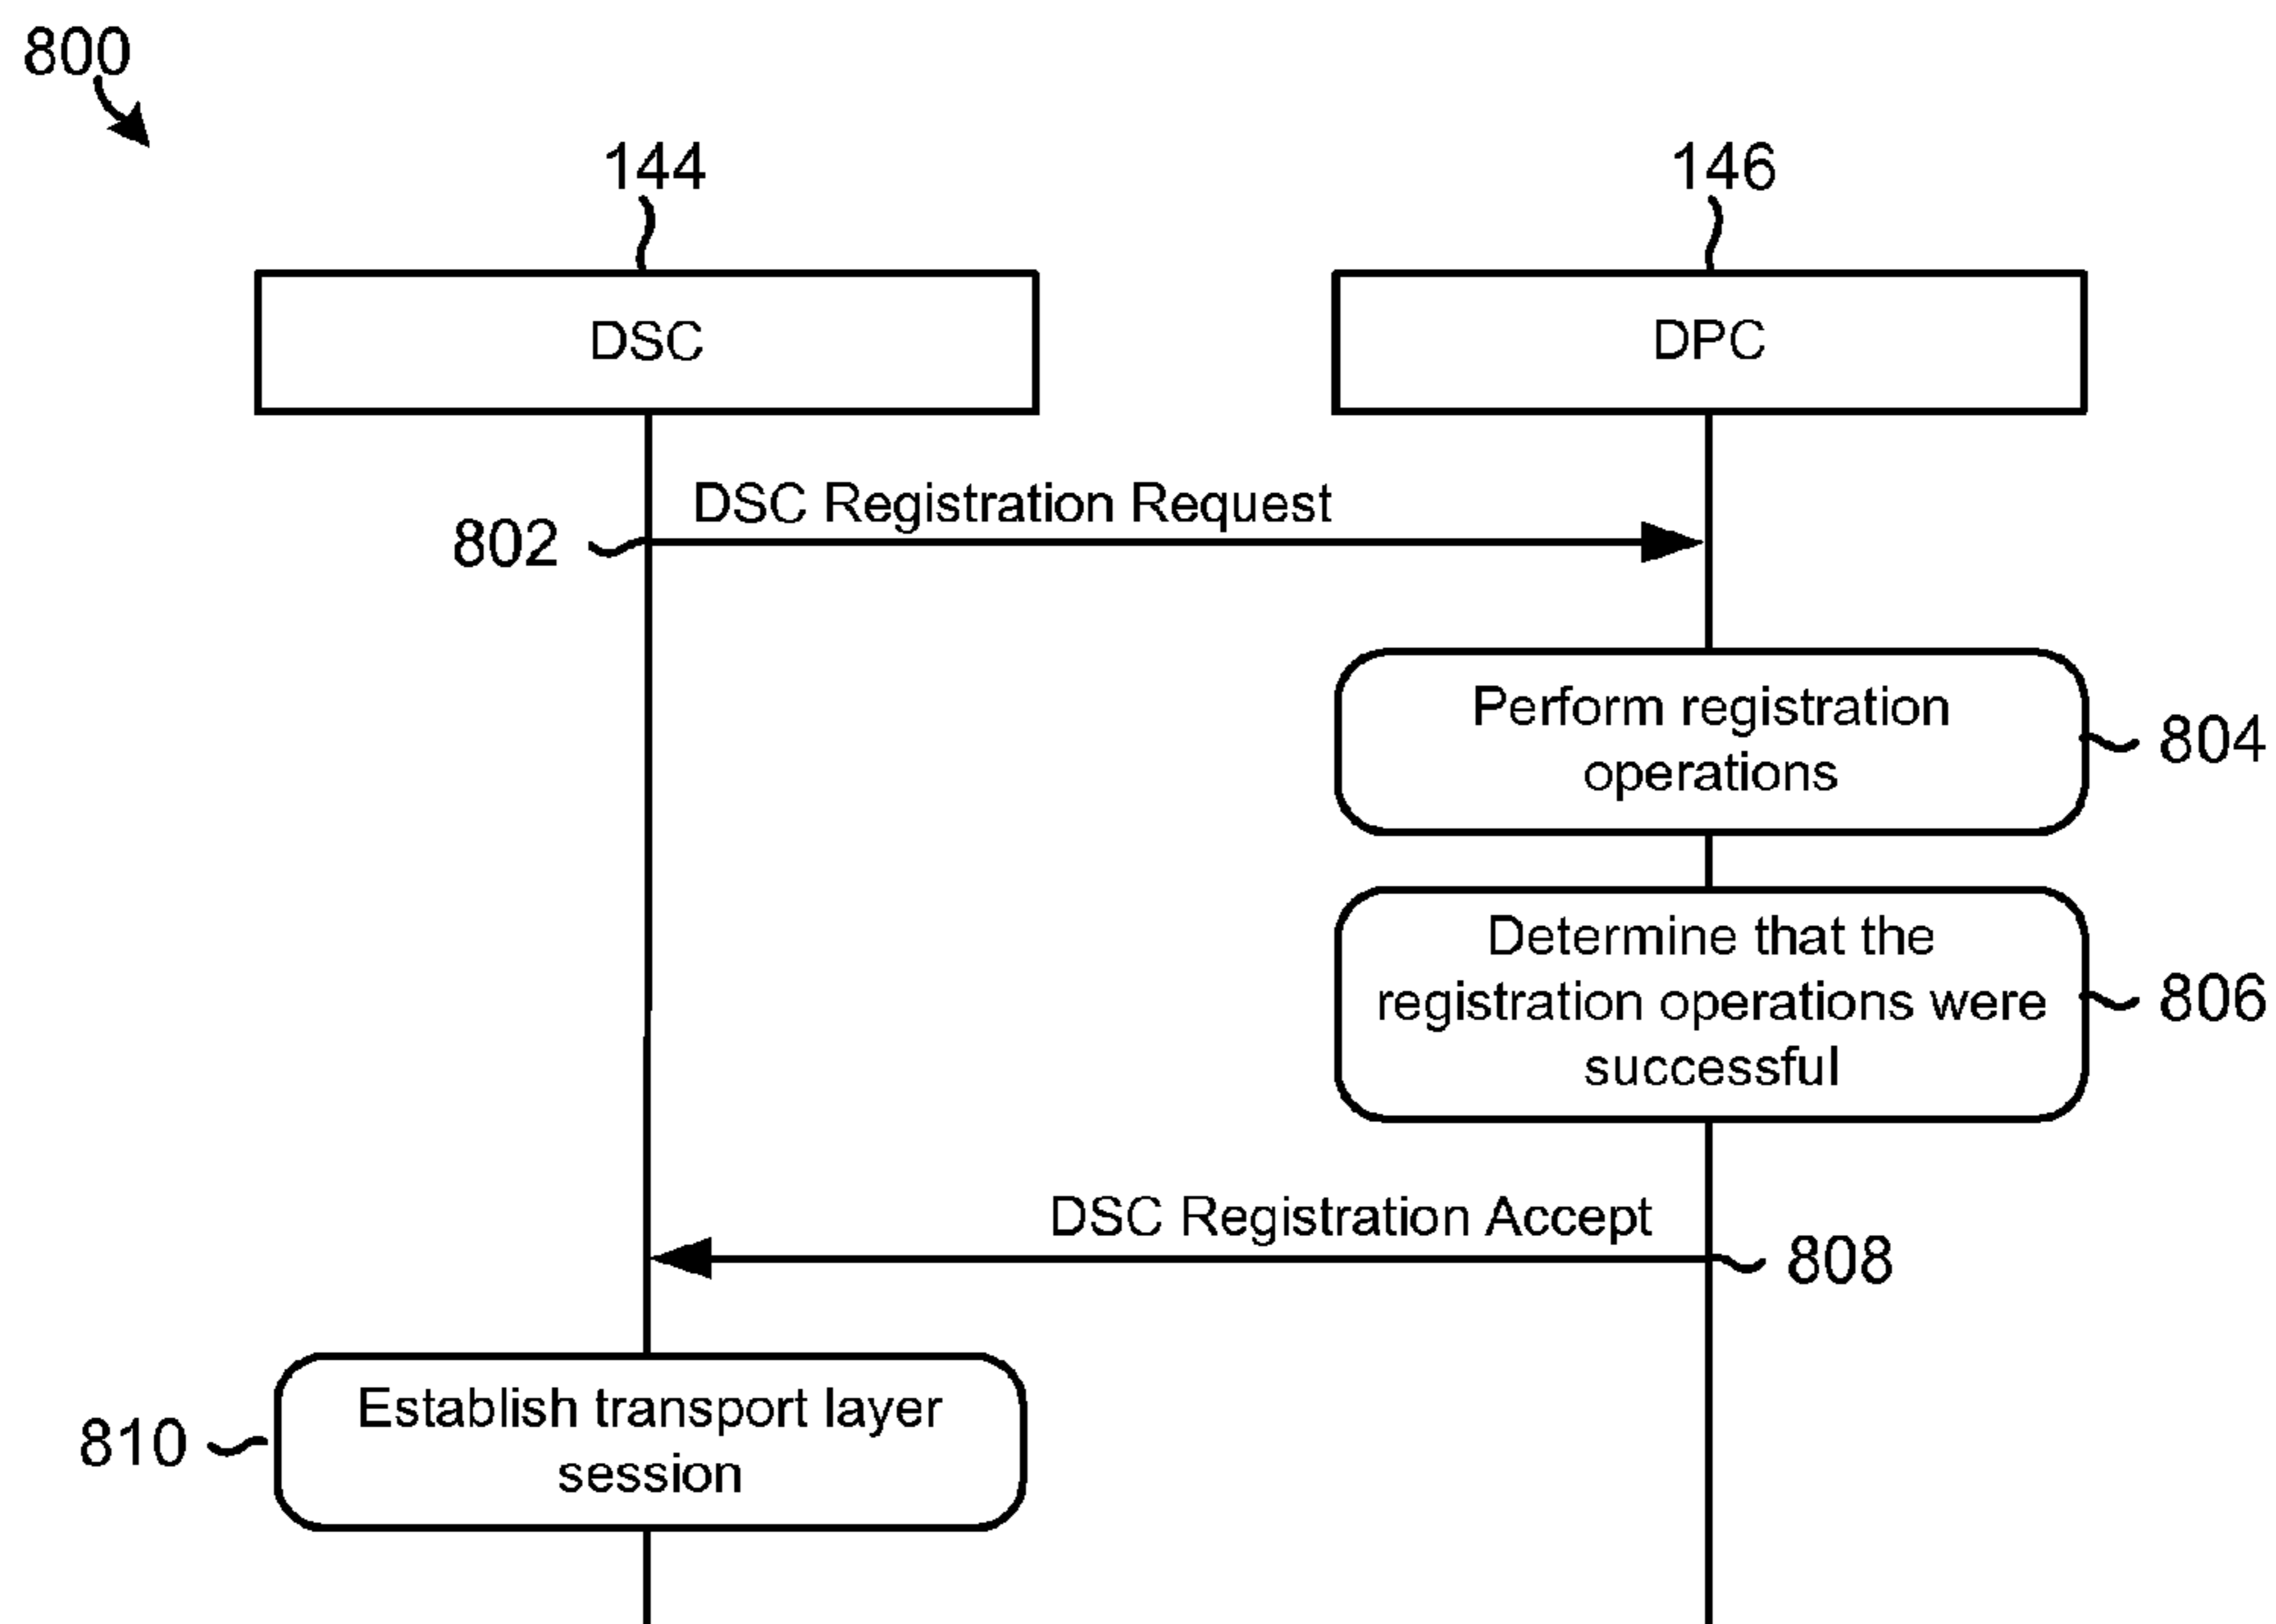 800
144
146
DSC
DPC
DSC Registration Request
802
Perform registration
operations
804
Determine that the
registration operations were
successful
806
DSC Registration Accept
808
Establish transport layer
session
810